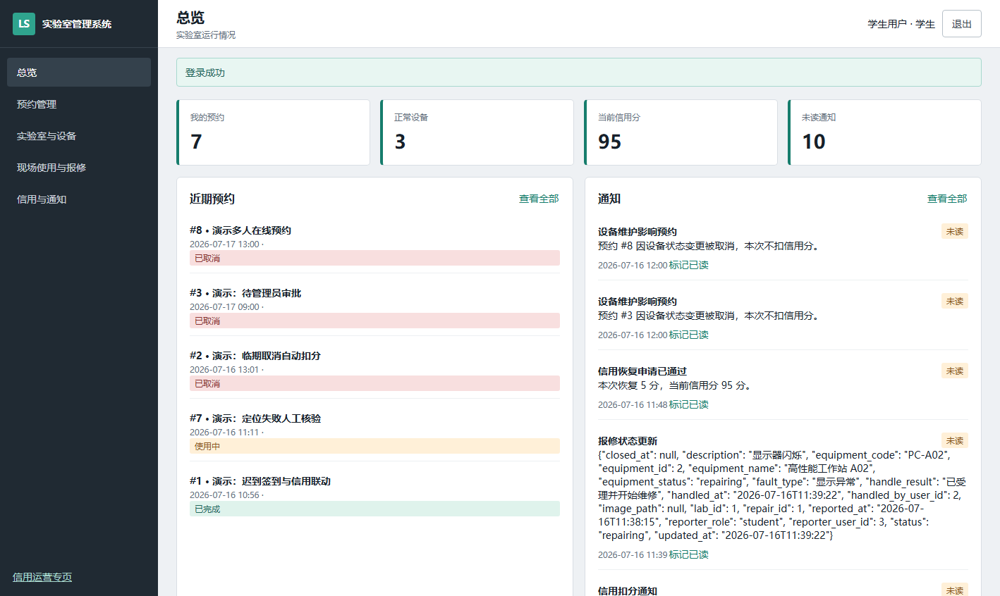 LS 实验室管理系统
总览
预约管理
实验室与设备
现场使用与报修
信用与通知
信用运营专页
总览
实验室运行情况
学生用户 · 学生
退出
登录成功
我的预约
7
正常设备
3
当前信用分
95
未读通知
10
近期预约
查看全部
#8 • 演示多人在线预约
2026-07-17 13:00 ·
已取消
#3 • 演示：待管理员审批
2026-07-17 09:00 ·
已取消
#2 • 演示：临期取消自动扣分
2026-07-16 13:01 ·
已取消
#7 • 演示：定位失败人工核验
2026-07-16 11:11 ·
使用中
#1 • 演示：迟到签到与信用联动
2026-07-16 10:56 ·
已完成
通知
查看全部
设备维护影响预约
未读
预约 #8 因设备状态变更被取消，本次不扣信用分。
2026-07-16 12:00 标记已读
设备维护影响预约
未读
预约 #3 因设备状态变更被取消，本次不扣信用分。
2026-07-16 12:00 标记已读
信用恢复申请已通过
未读
本次恢复 5 分，当前信用分 95 分。
2026-07-16 11:48 标记已读
报修状态更新
未读
{"closed_at": null, "description": "显示器闪烁", "equipment_code": "PC-A02",
"equipment_id": 2, "equipment_name": "高性能工作站 A02",
"equipment_status": "repairing", "fault_type": "显示异常", "handle_result": "已受
理并开始维修", "handled_at": "2026-07-16T11:39:22", "handled_by_user_id": 2,
"image_path": null, "lab_id": 1, "repair_id": 1, "reported_at": "2026-07-
16T11:38:15", "reporter_role": "student", "reporter_user_id": 3, "status":
"repairing", "updated_at": "2026-07-16T11:39:22"}
2026-07-16 11:39 标记已读
信用扣分通知
未读